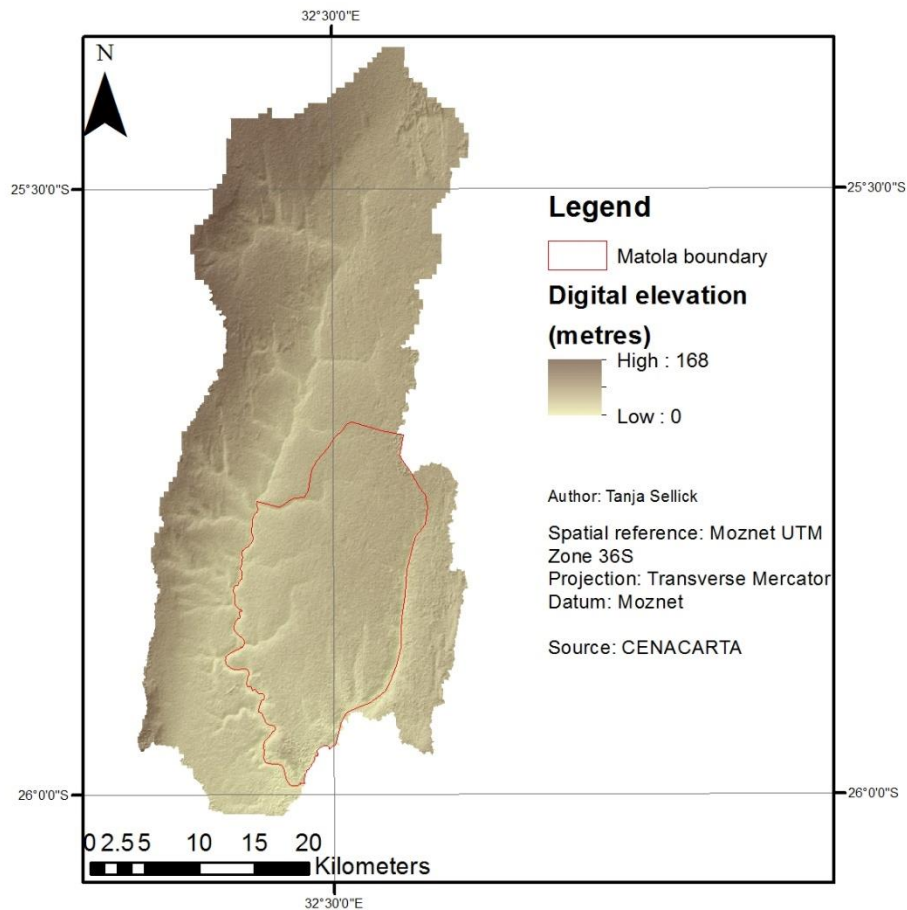 32°30'0"E
N
25°30'0"S
25°30'0"S
Legend
Matola boundary
Digital elevation
(metres)
High : 168
Low : 0
Author: Tanja Sellick
Spatial reference: Moznet UTM
Zone 36S
Projection: Transverse Mercator
Datum: Moznet
Source: CENACARTA
26°0'0"S
26°0'0"S
0 2.5 5 10 15 20
Kilometers
32°30'0"E